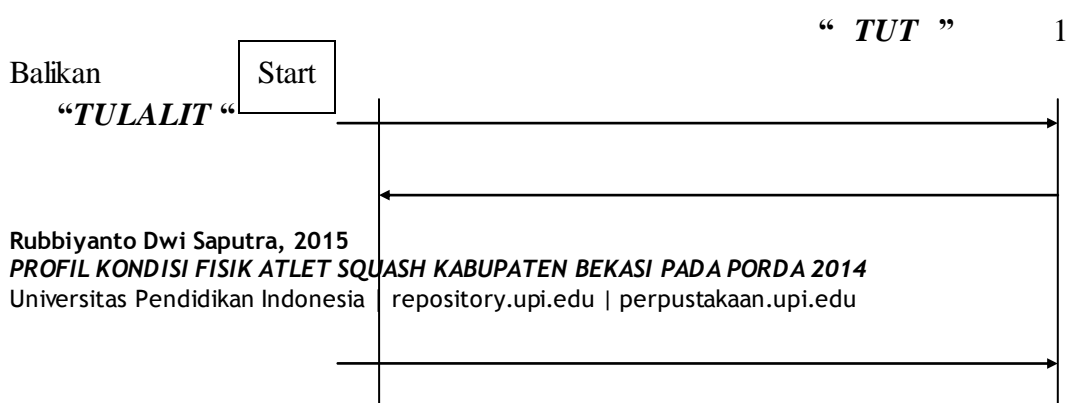 “ TUT ” 1
Balikan Start
“TULALIT “
Rubbiyanto Dwi Saputra, 2015
PROFIL KONDISI FISIK ATLET SQUASH KABUPATEN BEKASI PADA PORDA 2014
Universitas Pendidikan Indonesia | repository.upi.edu | perpustakaan.upi.edu